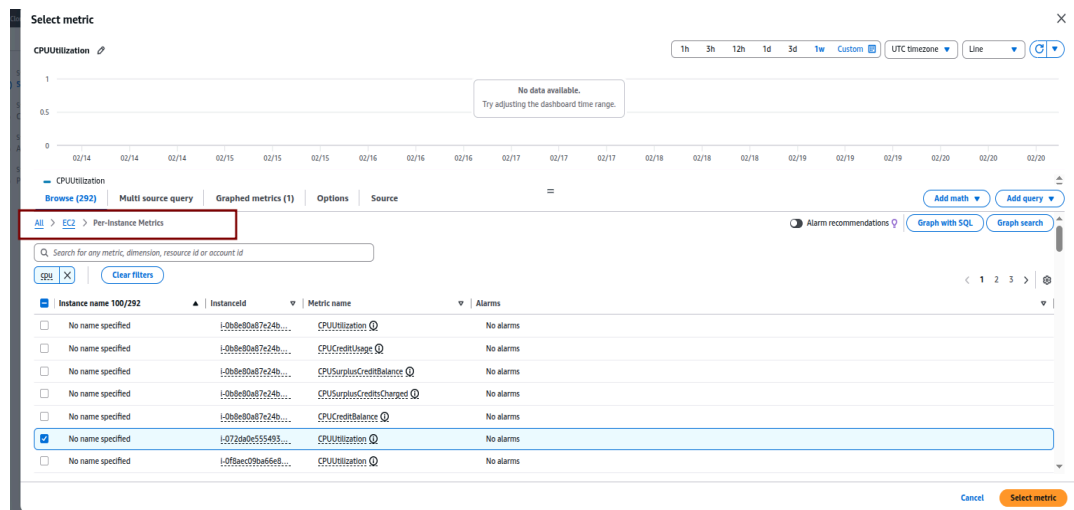 Select metric
CPUUtilization
1h 3h 12h 1d 3d 1w Custom UTC timezone Line
1
0.5
0
No data available.
Try adjusting the dashboard time range.
02/14 02/14 02/14 02/15 02/15 02/15 02/16 02/16 02/16 02/17 02/17 02/17 02/18 02/18 02/18 02/19 02/19 02/19 02/20 02/20 02/20
CPUUtilization
Browse (292) Multi source query Graphed metrics (1) Options Source Add math Add query
All > EC2 > Per-Instance Metrics Alarm recommendations Graph with SQL Graph search
Search for any metric, dimension, resource id or account id
cpu Clear filters 1 2 3
Instance name 100/292 InstanceId Metric name Alarms
No name specified i-0b8e80a87e24b... CPUUtilization No alarms
No name specified i-0b8e80a87e24b... CPUCreditUsage No alarms
No name specified i-0b8e80a87e24b... CPUSurplusCreditBalance No alarms
No name specified i-0b8e80a87e24b... CPUSurplusCreditsCharged No alarms
No name specified i-0b8e80a87e24b... CPUCreditBalance No alarms
No name specified i-072da0e555493... CPUUtilization No alarms
No name specified i-0f8aec09ba66e8... CPUUtilization No alarms
Cancel Select metric